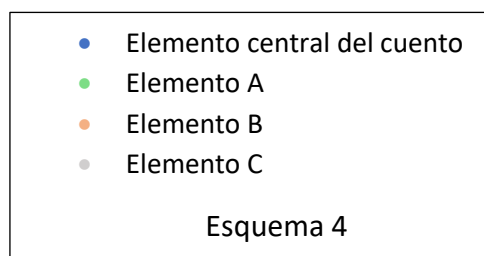 Elemento central del cuento
Elemento A
Elemento B
Elemento C
Esquema 4